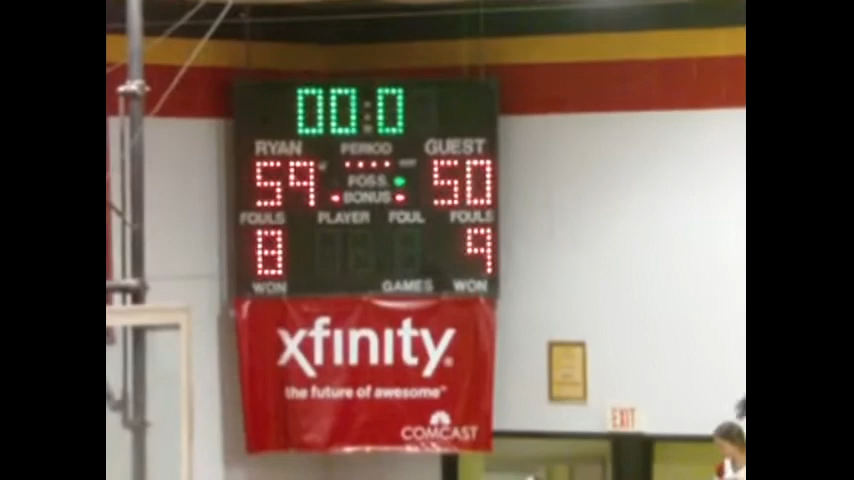 00:0
RYAN PERIOD GUEST
59 POSS. 50
BONUS
FOULS PLAYER FOUL FOULS
8 9
WON GAMES WON
xfinity
the future of awesome™
COMCAST
EXIT